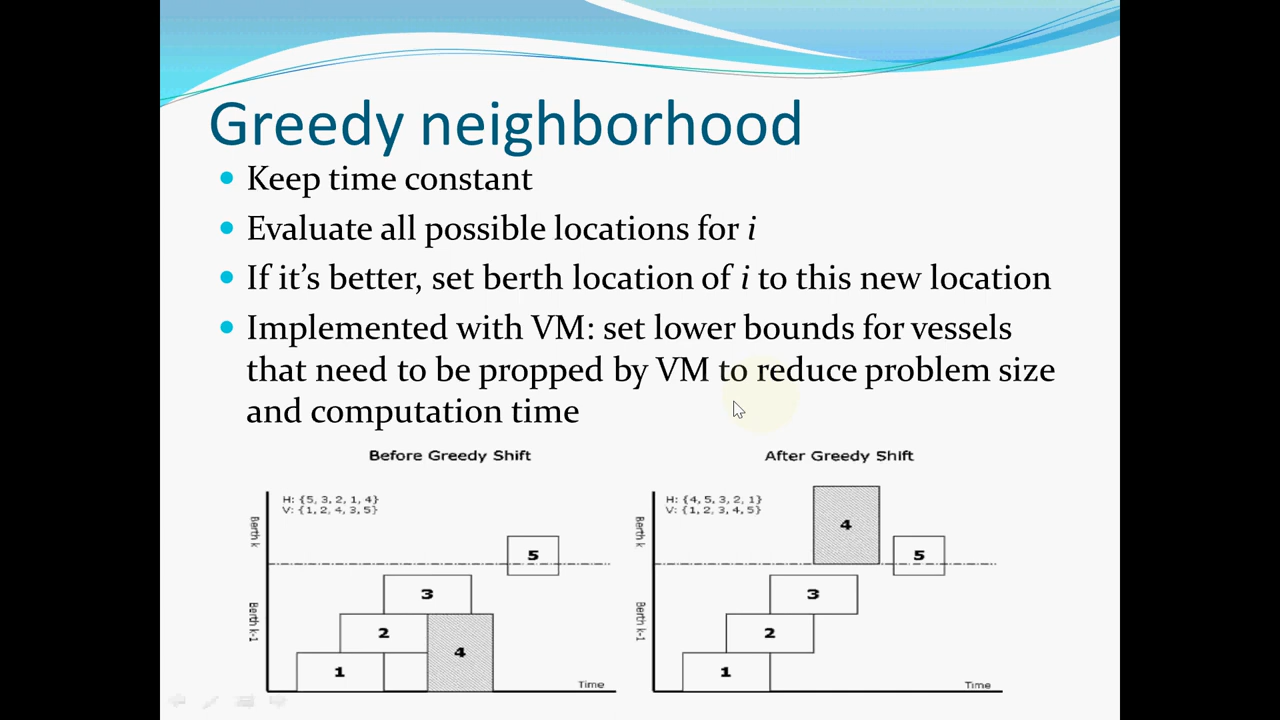 Greedy neighborhood
• Keep time constant
• Evaluate all possible locations for i
• If it’s better, set berth location of i to this new location
• Implemented with VM: set lower bounds for vessels
that need to be propped by VM to reduce problem size
and computation time
Before Greedy Shift
H: {5, 3, 2, 1, 4}
V: {1, 2, 4, 3, 5}
Berth k
5
3
2
4
1
Berth k-1
Time
After Greedy Shift
H: {4, 5, 3, 2, 1}
V: {1, 2, 3, 4, 5}
Berth k
4
5
3
2
1
Berth k-1
Time